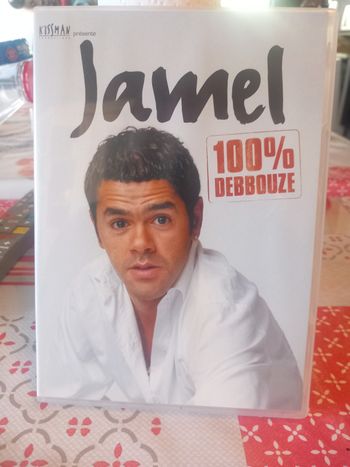 KISSMAN présente
Jamel
100%
DEBBOUZE